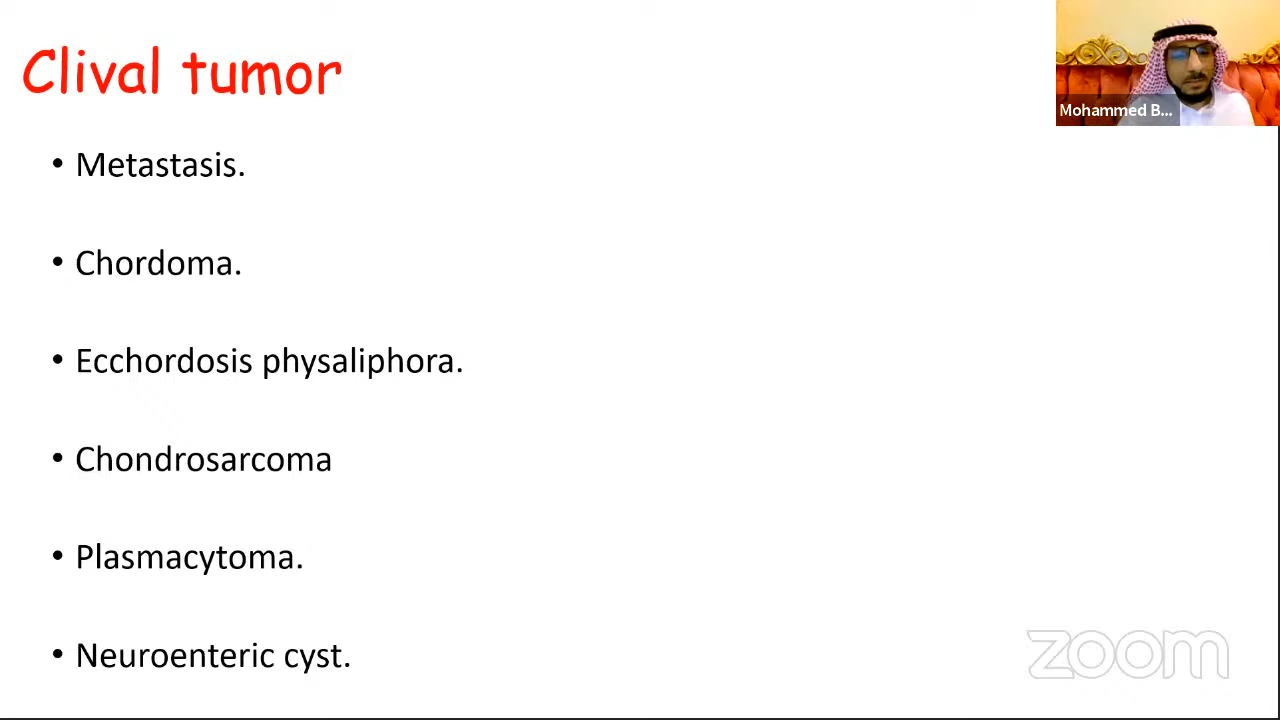 Clival tumor
Mohammed B...
• Metastasis.
• Chordoma.
• Ecchordosis physaliphora.
• Chondrosarcoma
• Plasmacytoma.
• Neuroenteric cyst.
zoom